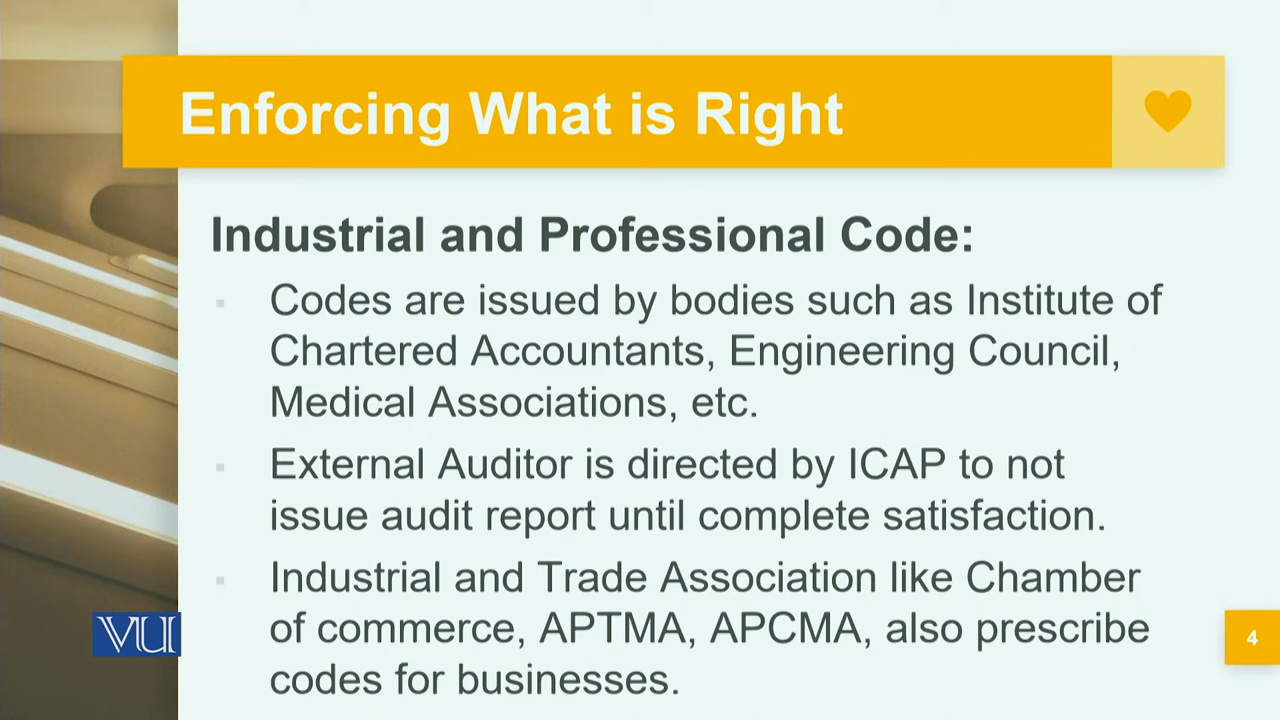 Enforcing What is Right
Industrial and Professional Code:
▪ Codes are issued by bodies such as Institute of
Chartered Accountants, Engineering Council,
Medical Associations, etc.
▪ External Auditor is directed by ICAP to not
issue audit report until complete satisfaction.
▪ Industrial and Trade Association like Chamber
of commerce, APTMA, APCMA, also prescribe
codes for businesses.
VU
4